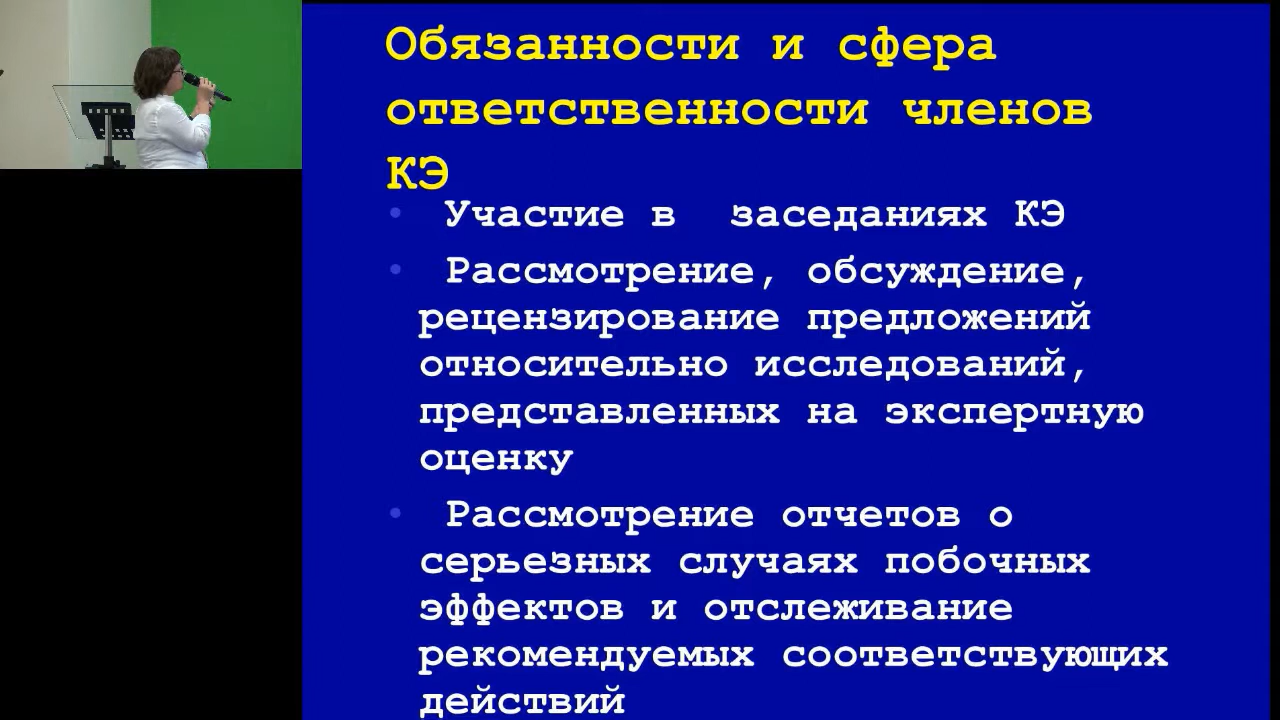 Обязанности и сфера
ответственности членов
КЭ
• Участие в заседаниях КЭ
• Рассмотрение, обсуждение,
рецензирование предложений
относительно исследований,
представленных на экспертную
оценку
• Рассмотрение отчетов о
серьезных случаях побочных
эффектов и отслеживание
рекомендуемых соответствующих
действий